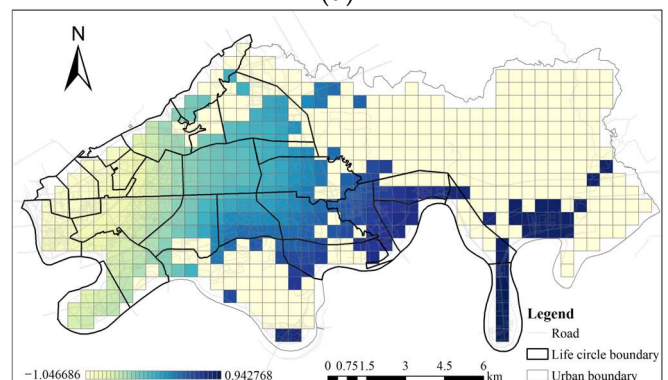 N
Legend
Road
Life circle boundary
Urban boundary
−1.046686 0.942768
0 0.75 1.5 3 4.5 6
km